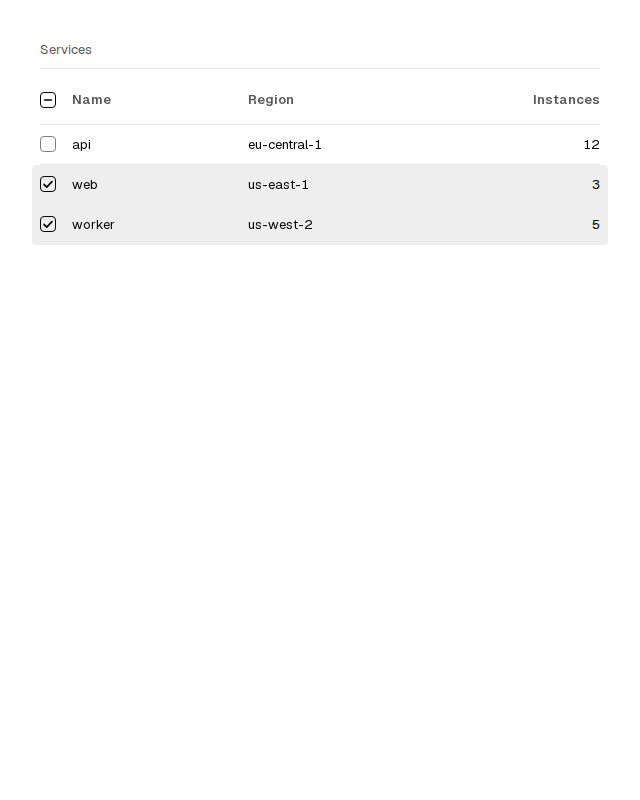 Services
Name Region Instances
api eu-central-1 12
web us-east-1 3
worker us-west-2 5